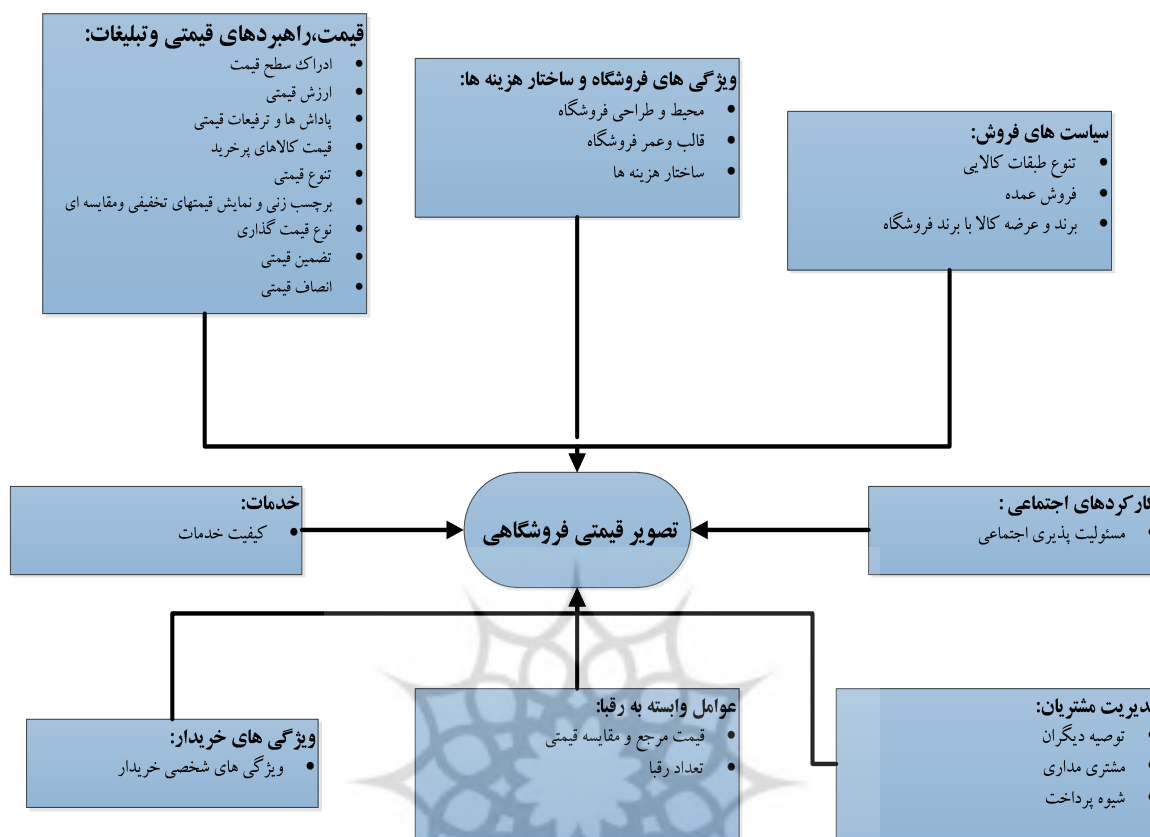 قیمت،راهبردهای قیمتی وتبلیغات:
• ادراک سطح قیمت
• ارزش قیمتی
• پاداش ها و ترفیعات قیمتی
• قیمت کالاهای پرخرید
• تنوع قیمتی
• برچسب زنی و نمایش قیمتهای تخفیفی ومقایسه ای
• نوع قیمت گذاری
• تضمین قیمتی
• انصاف قیمتی
ویژگی های فروشگاه و ساختار هزینه ها:
• محیط و طراحی فروشگاه
• قالب وعمر فروشگاه
• ساختار هزینه ها
سیاست های فروش:
• تنوع طبقات کالایی
• فروش عمده
• برند و عرضه کالا با برند فروشگاه
خدمات:
• کیفیت خدمات
تصویر قیمتی فروشگاهی
کارکردهای اجتماعی :
• مسئولیت پذیری اجتماعی
ویژگی های خریدار:
• ویژگی های شخصی خریدار
عوامل وابسته به رقبا:
• قیمت مرجع و مقایسه قیمتی
• تعداد رقبا
مدیریت مشتریان:
• توصیه دیگران
• مشتری مداری
• شیوه پرداخت